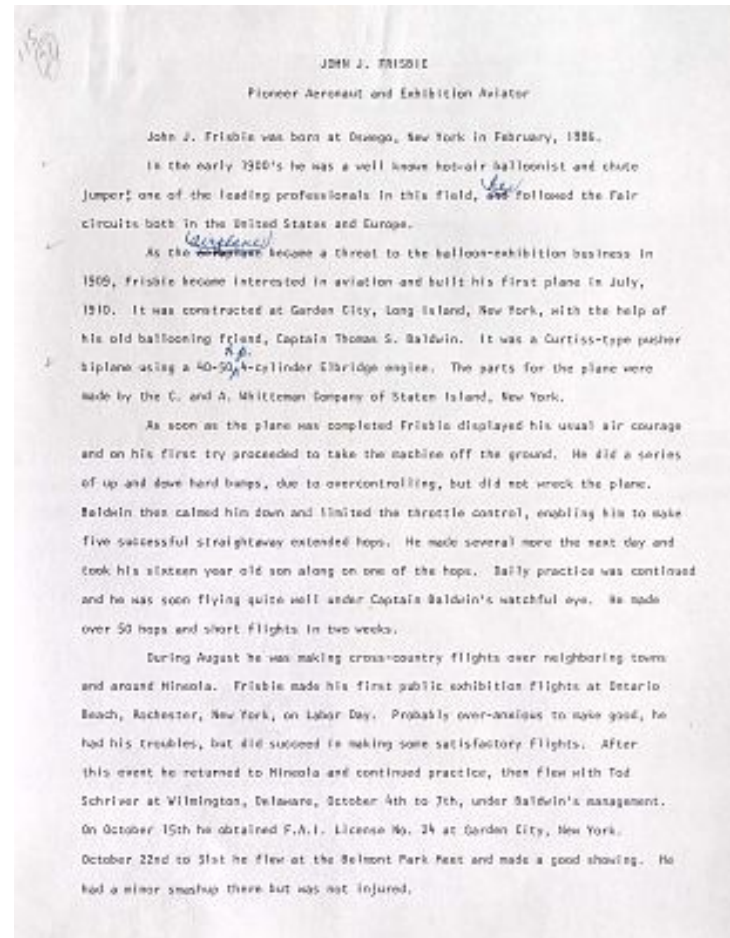 JOHN J. FRISBIE
Pioneer Aeronaut and Exhibition Aviator
John J. Frisbie was born at Oswego, New York in February,
In the early 1900's he was a well known hot-air balloonist and chute
jumper; one of the leading professionals in this field, he followed the Fair
circuits both in the United States and Europe.
As the airplane became a threat to the balloon-exhibition business in
1909, Frisbie became interested in aviation and built his first plane in July,
1910. It was constructed at Garden City, Long Island, New York, with the help of
his old ballooning friend, Captain Thomas S. Baldwin. It was a Curtiss-type pusher
biplane using a 40-50 h.p. 4-cylinder Elbridge engine. The parts for the plane were
made by the C. and A. Whitteman Company of Staten Island, New York.
As soon as the plane was completed Frisbie displayed his usual air courage
and on his first try proceeded to take the machine off the ground. He did a series
of up and down hard bumps, due to overcontrolling, but did not wreck the plane.
Baldwin then calmed him down and limited the throttle control, enabling him to make
five successful straightaway extended hops. He made several more the next day and
took his sixteen year old son along on one of the hops. Daily practice was continued
and he was soon flying quite well under Captain Baldwin's watchful eye. He made
over 50 hops and short flights in two weeks.
During August he was making cross-country flights over neighboring towns
and around Mineola. Frisbie made his first public exhibition flights at Ontario
Beach, Rochester, New York, on Labor Day. Probably over-anxious to make good, he
had his troubles, but did succeed in making some satisfactory flights. After
this event he returned to Mineola and continued practice, then flew with Tod
Schriver at Wilmington, Delaware, October 4th to 7th, under Baldwin's management.
On October 15th he obtained F.A.I. License No. 24 at Garden City, New York.
October 22nd to 31st he flew at the Belmont Park Meet and made a good showing. He
had a minor smashup there but was not injured.